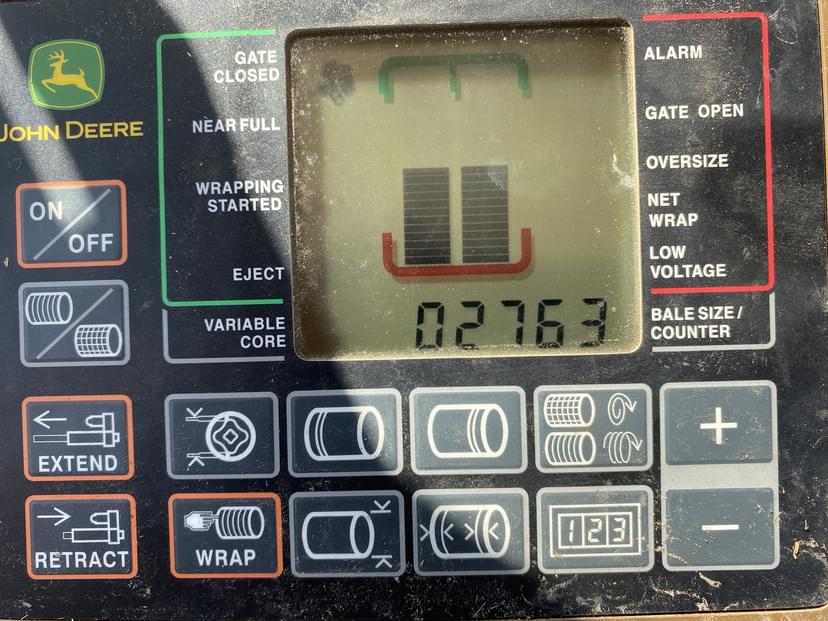 JOHN DEERE
GATE
CLOSED
NEAR FULL
WRAPPING
STARTED
EJECT
VARIABLE
CORE
ALARM
GATE OPEN
OVERSIZE
NET
WRAP
LOW
VOLTAGE
BALE SIZE /
COUNTER
02763
ON
OFF
EXTEND
RETRACT
WRAP
123
+
−